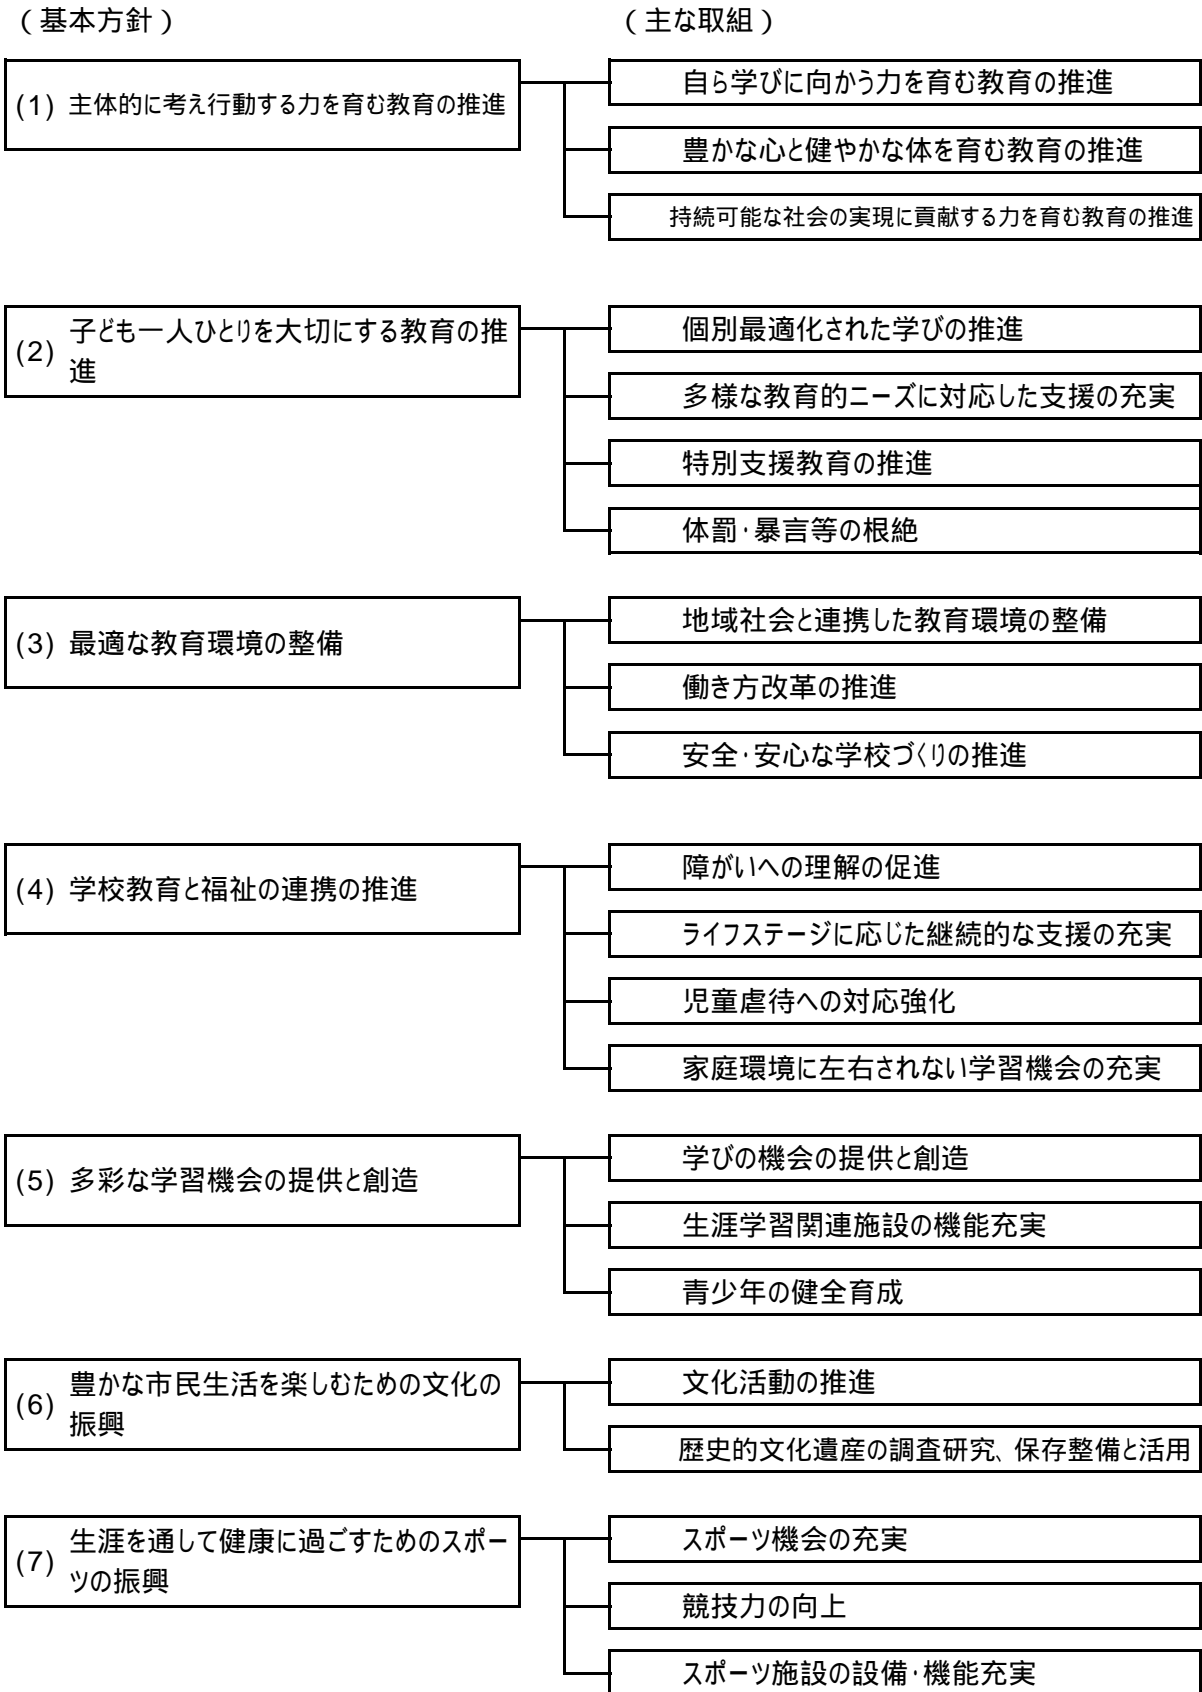 （基本方針）
（主な取組）
(1) 主体的に考え行動する力を育む教育の推進
自ら学びに向かう力を育む教育の推進
豊かな心と健やかな体を育む教育の推進
持続可能な社会の実現に貢献する力を育む教育の推進
(2) 子ども一人ひとりを大切にする教育の推
進
個別最適化された学びの推進
多様な教育的ニーズに対応した支援の充実
特別支援教育の推進
体罰・暴言等の根絶
(3) 最適な教育環境の整備
地域社会と連携した教育環境の整備
働き方改革の推進
安全・安心な学校づくりの推進
(4) 学校教育と福祉の連携の推進
障がいへの理解の促進
ライフステージに応じた継続的な支援の充実
児童虐待への対応強化
家庭環境に左右されない学習機会の充実
(5) 多彩な学習機会の提供と創造
学びの機会の提供と創造
生涯学習関連施設の機能充実
青少年の健全育成
(6) 豊かな市民生活を楽しむための文化の
振興
文化活動の推進
歴史的文化遺産の調査研究、保存整備と活用
(7) 生涯を通して健康に過ごすためのスポー
ツの振興
スポーツ機会の充実
競技力の向上
スポーツ施設の設備・機能充実